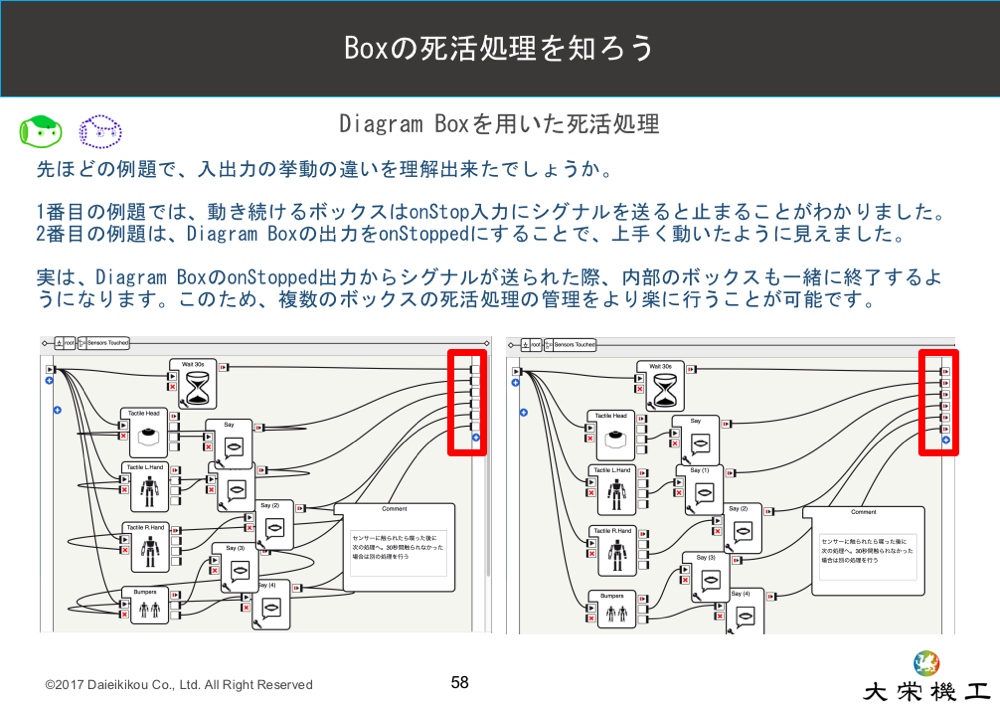 Boxの死活処理を知ろう
Diagram Boxを用いた死活処理
先ほどの例題で、入出力の挙動の違いを理解出来たでしょうか。
1番目の例題では、動き続けるボックスはonStop入力にシグナルを送ると止まることがわかりました。
2番目の例題は、Diagram Boxの出力をonStoppedにすることで、上手く動いたように見えました。
実は、Diagram BoxのonStopped出力からシグナルが送られた際、内部のボックスも一緒に終了するよ
うになります。このため、複数のボックスの死活処理の管理をより楽に行うことが可能です。
root
Sensors Touched
Wait 30s
Tactile Head
Say
Tactile L.Hand
Say (2)
Tactile R.Hand
Say (3)
Bumpers
Say (4)
Comment
センサーに触られたら喋った後に
次の処理へ。30秒間触られなかった
場合は別の処理を行う
root
Sensors Touched
Wait 30s
Tactile Head
Say
Tactile L.Hand
Say (1)
Say (2)
Tactile R.Hand
Say (3)
Bumpers
Say (4)
Comment
センサーに触られたら喋った後に
次の処理へ。30秒間触られなかった
場合は別の処理を行う
©2017 Daieikikou Co., Ltd. All Right Reserved
58
大栄機工